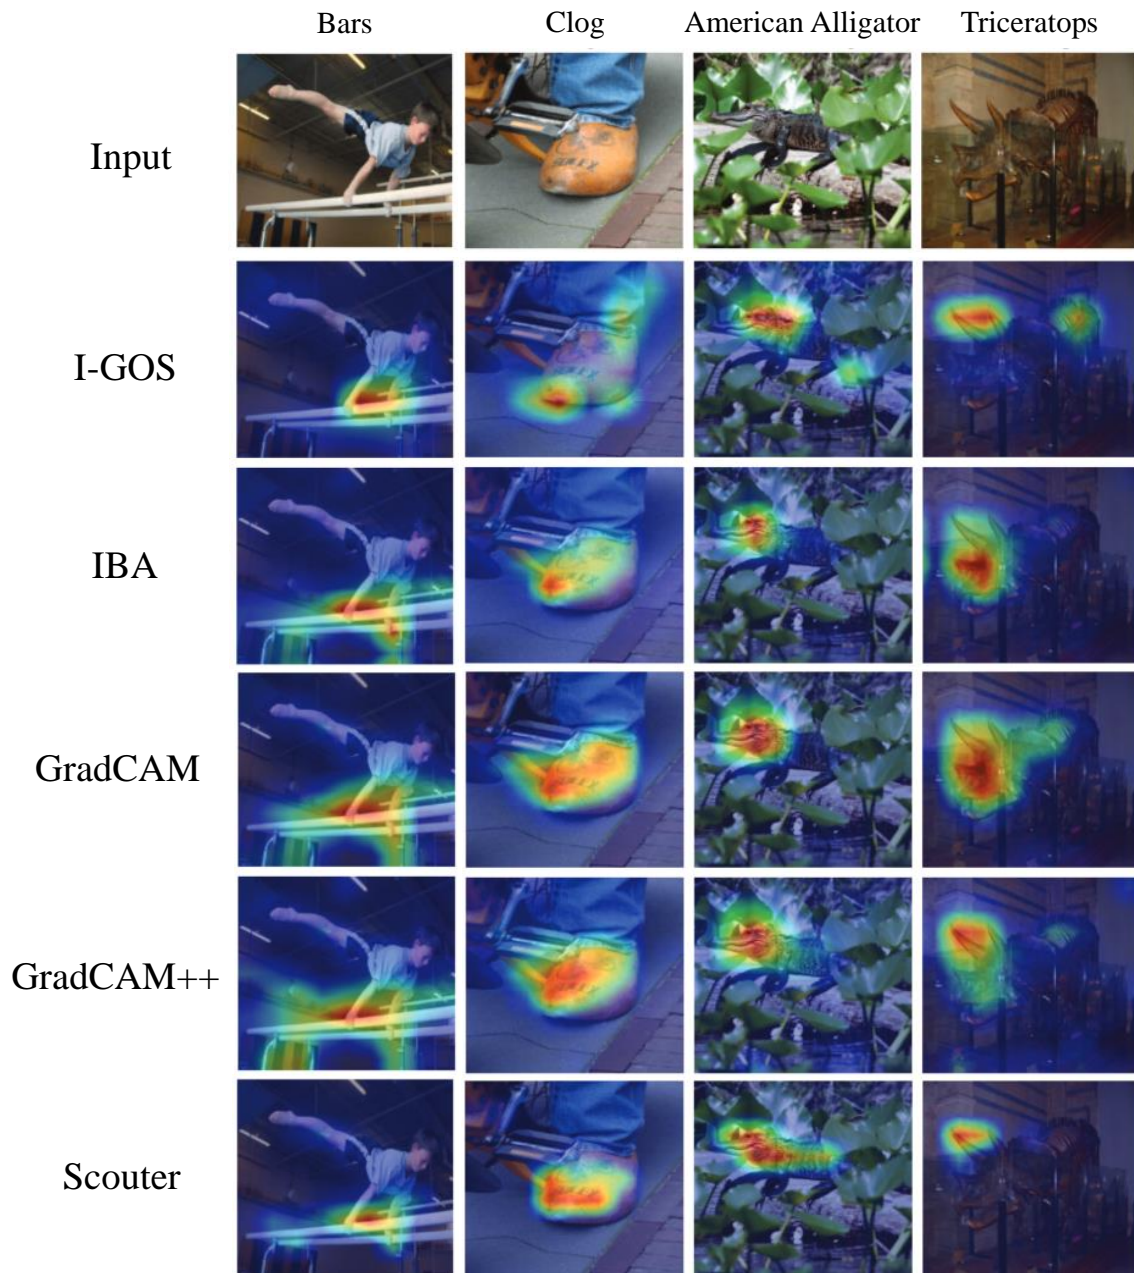 Bars Clog American Alligator Triceratops
Input
I-GOS
IBA
GradCAM
GradCAM++
Scouter